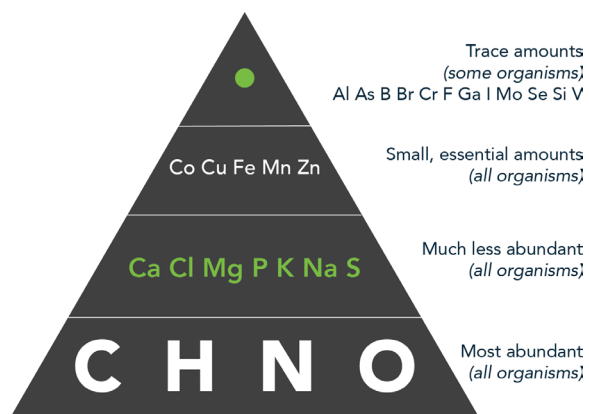 Trace amounts
(some organisms)
Al As B Br Cr F Ga I Mo Se Si V
Co Cu Fe Mn Zn
Small, essential amounts
(all organisms)
Ca Cl Mg P K Na S
Much less abundant
(all organisms)
C H N O
Most abundant
(all organisms)